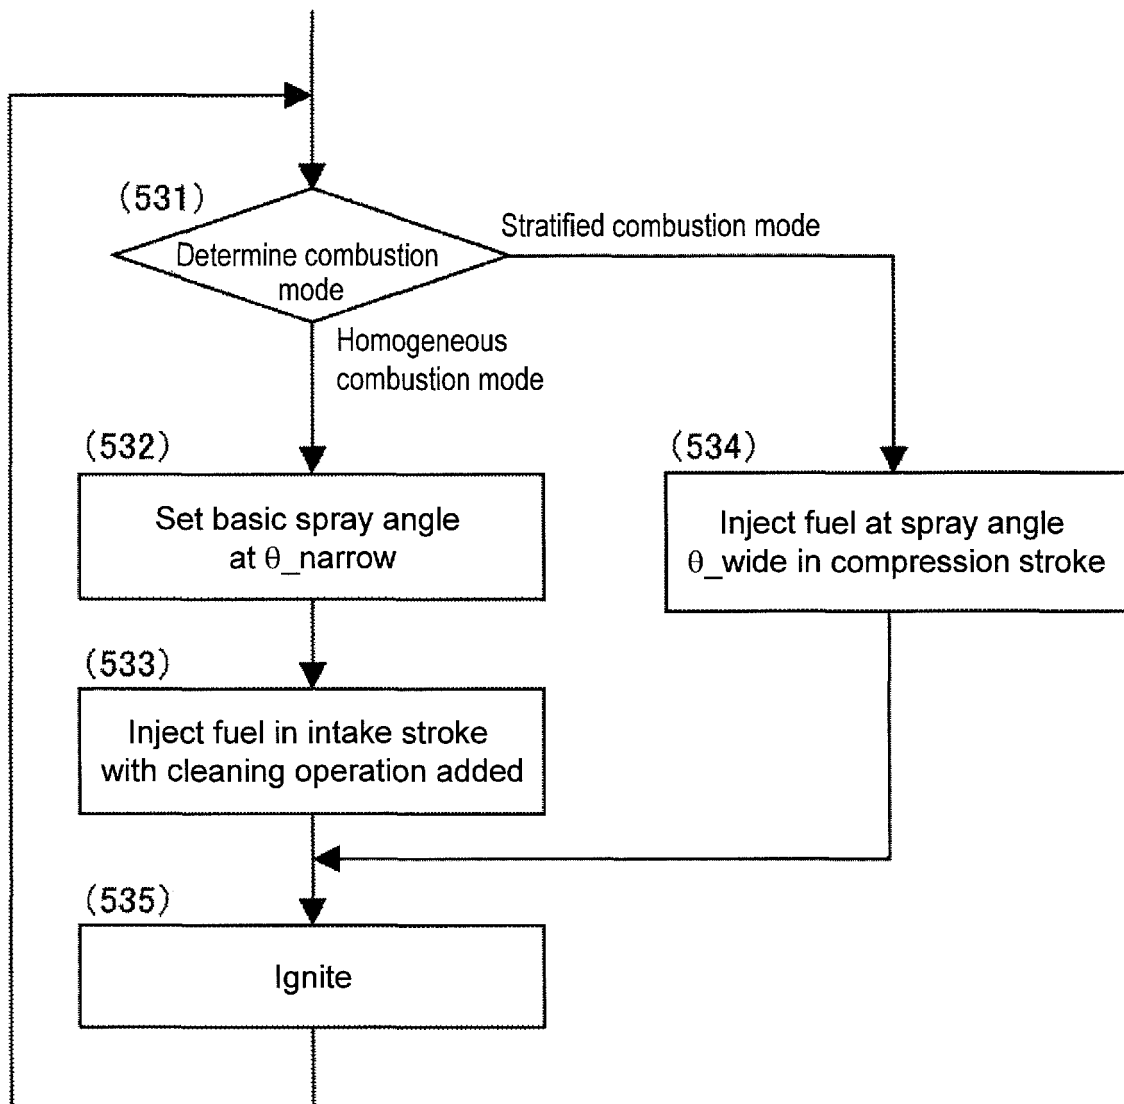 (531)
Stratified combustion mode
Determine combustion
mode
Homogeneous
combustion mode
(532)
Set basic spray angle
at θ_narrow
(534)
Inject fuel at spray angle
θ_wide in compression stroke
(533)
Inject fuel in intake stroke
with cleaning operation added
(535)
Ignite